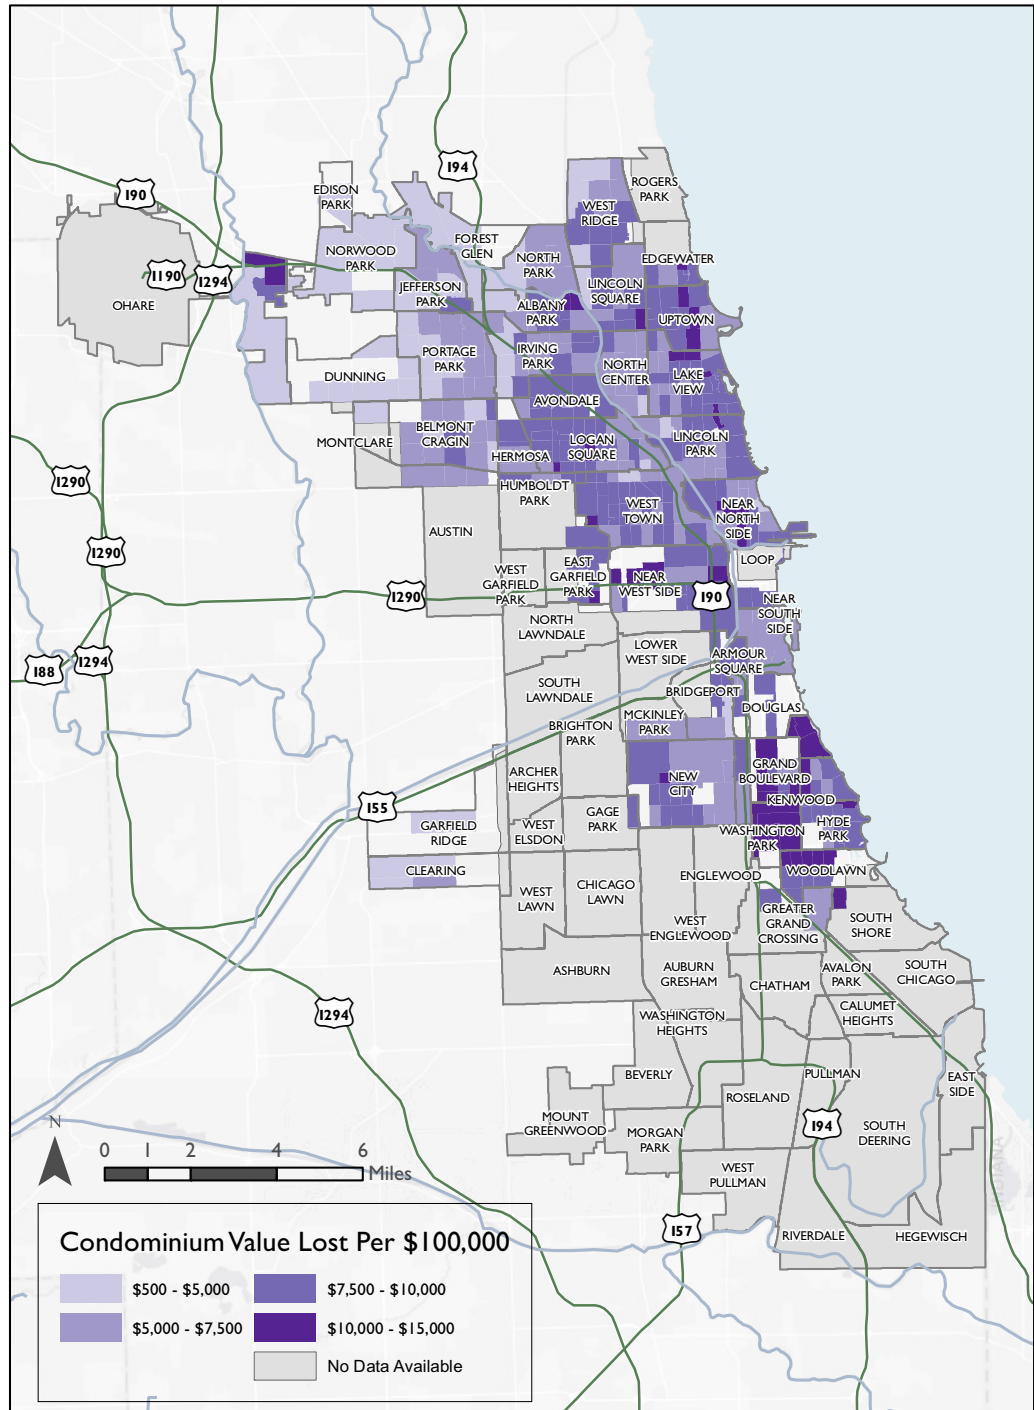 I94
EDISON
PARK
ROGERS
PARK
I90
WEST
RIDGE
NORWOOD
PARK
FOREST
GLEN
NORTH
PARK
EDGEWATER
I190
I294
OHARE
JEFFERSON
PARK
LINCOLN
SQUARE
ALBANY
PARK
UPTOWN
PORTAGE
PARK
IRVING
PARK
NORTH
CENTER
LAKE
VIEW
DUNNING
AVONDALE
MONTCLARE
BELMONT
CRAGIN
HERMOSA
LOGAN
SQUARE
LINCOLN
PARK
I290
HUMBOLDT
PARK
WEST
TOWN
NEAR
NORTH
SIDE
AUSTIN
I290
LOOP
WEST
GARFIELD
PARK
EAST
GARFIELD
PARK
NEAR
WEST SIDE
I290
I90
NEAR
SOUTH
SIDE
NORTH
LAWNDALE
LOWER
WEST SIDE
ARMOUR
SQUARE
I88
I294
SOUTH
LAWNDALE
BRIDGEPORT
DOUGLAS
MCKINLEY
PARK
BRIGHTON
PARK
ARCHER
HEIGHTS
NEW
CITY
GRAND
BOULEVARD
KENWOOD
I55
GARFIELD
RIDGE
WEST
ELSDON
GAGE
PARK
WASHINGTON
PARK
HYDE
PARK
CLEARING
WEST
LAWN
CHICAGO
LAWN
ENGLEWOOD
WOODLAWN
WEST
ENGLEWOOD
GREATER
GRAND
CROSSING
SOUTH
SHORE
ASHBURN
AUBURN
GRESHAM
CHATHAM
AVALON
PARK
SOUTH
CHICAGO
I294
WASHINGTON
HEIGHTS
CALUMET
HEIGHTS
BEVERLY
PULLMAN
EAST
SIDE
ROSELAND
MOUNT
GREENWOOD
MORGAN
PARK
I94
SOUTH
DEERING
INDIANA
WEST
PULLMAN
I57
RIVERDALE
HEGEWISCH
N
0 1 2 4 6
Miles
Condominium Value Lost Per $100,000
$500 - $5,000
$7,500 - $10,000
$5,000 - $7,500
$10,000 - $15,000
No Data Available